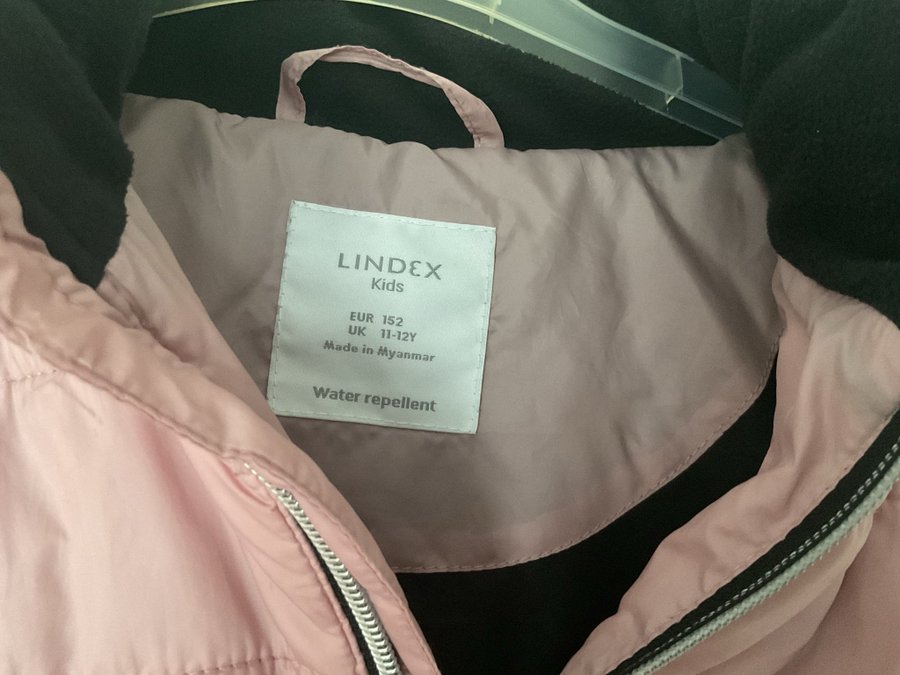 LINDEX
Kids
EUR 152
UK 11-12Y
Made in Myanmar
Water repellent